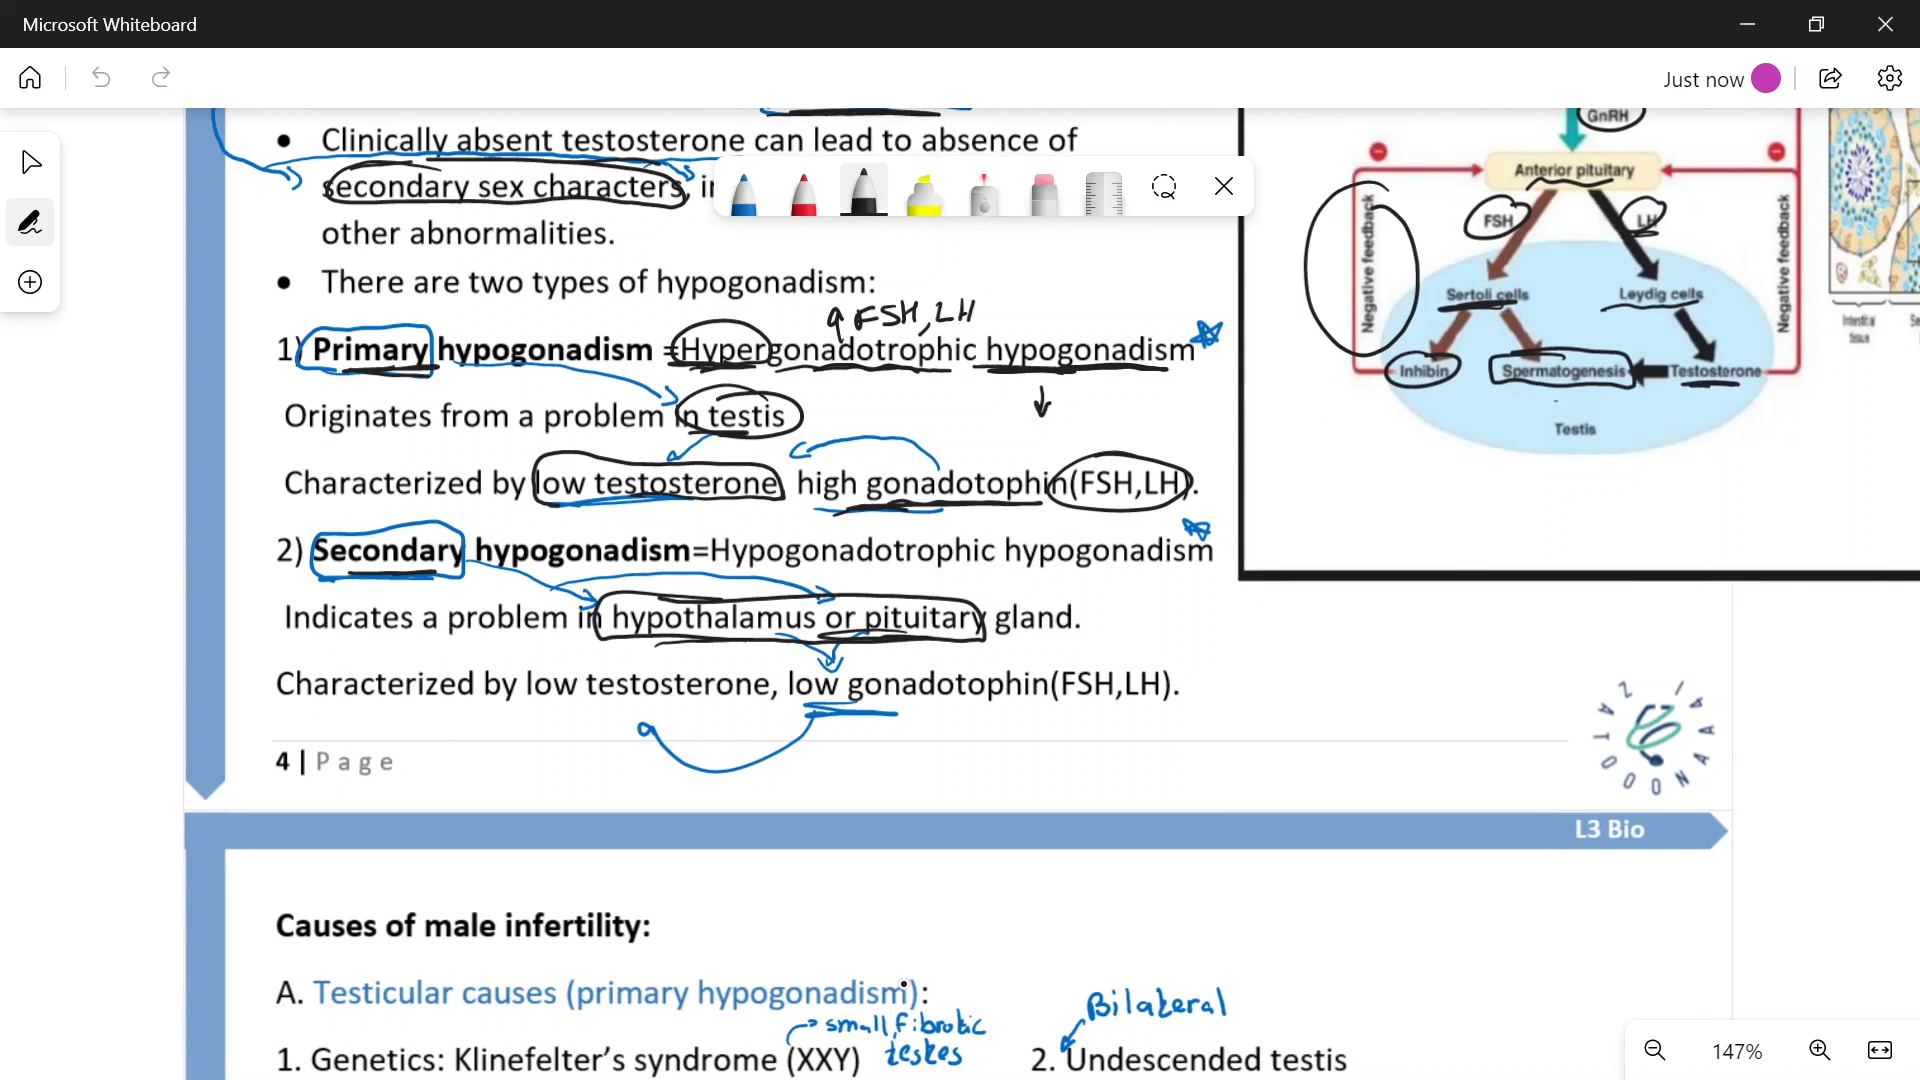 Microsoft Whiteboard
Just now
Clinically absent testosterone can lead to absence of
secondary sex characters,
other abnormalities.
There are two types of hypogonadism:
FSH, LH
1) Primary hypogonadism =Hypergonadotrophic hypogonadism
Originates from a problem in testis
Characterized by low testosterone high gonadotophin(FSH,LH).
2) Secondary hypogonadism=Hypogonadotrophic hypogonadism
Indicates a problem in hypothalamus or pituitary gland.
Characterized by low testosterone, low gonadotophin(FSH,LH).
4 | Page
GnRH
Anterior pituitary
FSH
LH
Negative feedback
Negative feedback
Sertoli cells
Leydig cells
Inhibin
Spermatogenesis
Testosterone
Testis
Interstitial
tissue
L3 Bio
Causes of male infertility:
A. Testicular causes (primary hypogonadism):
small, fibrotic
testes
Bilateral
1. Genetics: Klinefelter’s syndrome (XXY)
2. Undescended testis
147%